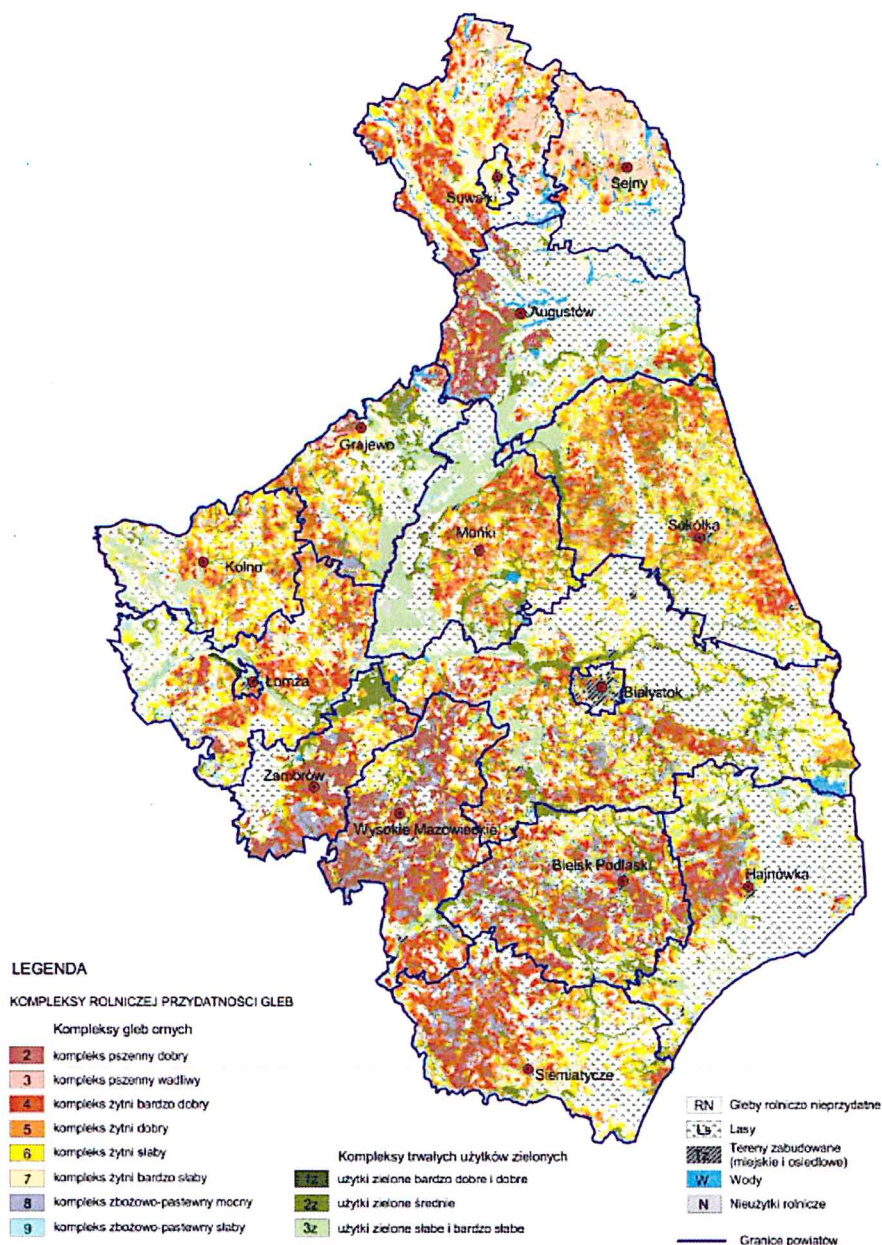 Suwałki
Sejny
Augustów
Grajewo
Kolno
Mońki
Sokółka
Łomża
Białystok
Zambrów
Wysokie Mazowieckie
Bielsk Podlaski
Hajnówka
Siemiatycze
LEGENDA
KOMPLEKSY ROLNICZEJ PRZYDATNOŚCI GLEB
Kompleksy gleb ornych
2 kompleks pszenny dobry
3 kompleks pszenny wadliwy
4 kompleks żytni bardzo dobry
5 kompleks żytni dobry
6 kompleks żytni słaby
7 kompleks żytni bardzo słaby
8 kompleks zbożowo-pastewny mocny
9 kompleks zbożowo-pastewny słaby
Kompleksy trwałych użytków zielonych
1z użytki zielone bardzo dobre i dobre
2z użytki zielone średnie
3z użytki zielone słabe i bardzo słabe
RN Gleby rolniczo nieprzydatne
Ls Lasy
Tz Tereny zabudowane
(miejskie i osiedlowe)
W Wody
N Nieużytki rolnicze
Granice powiatów